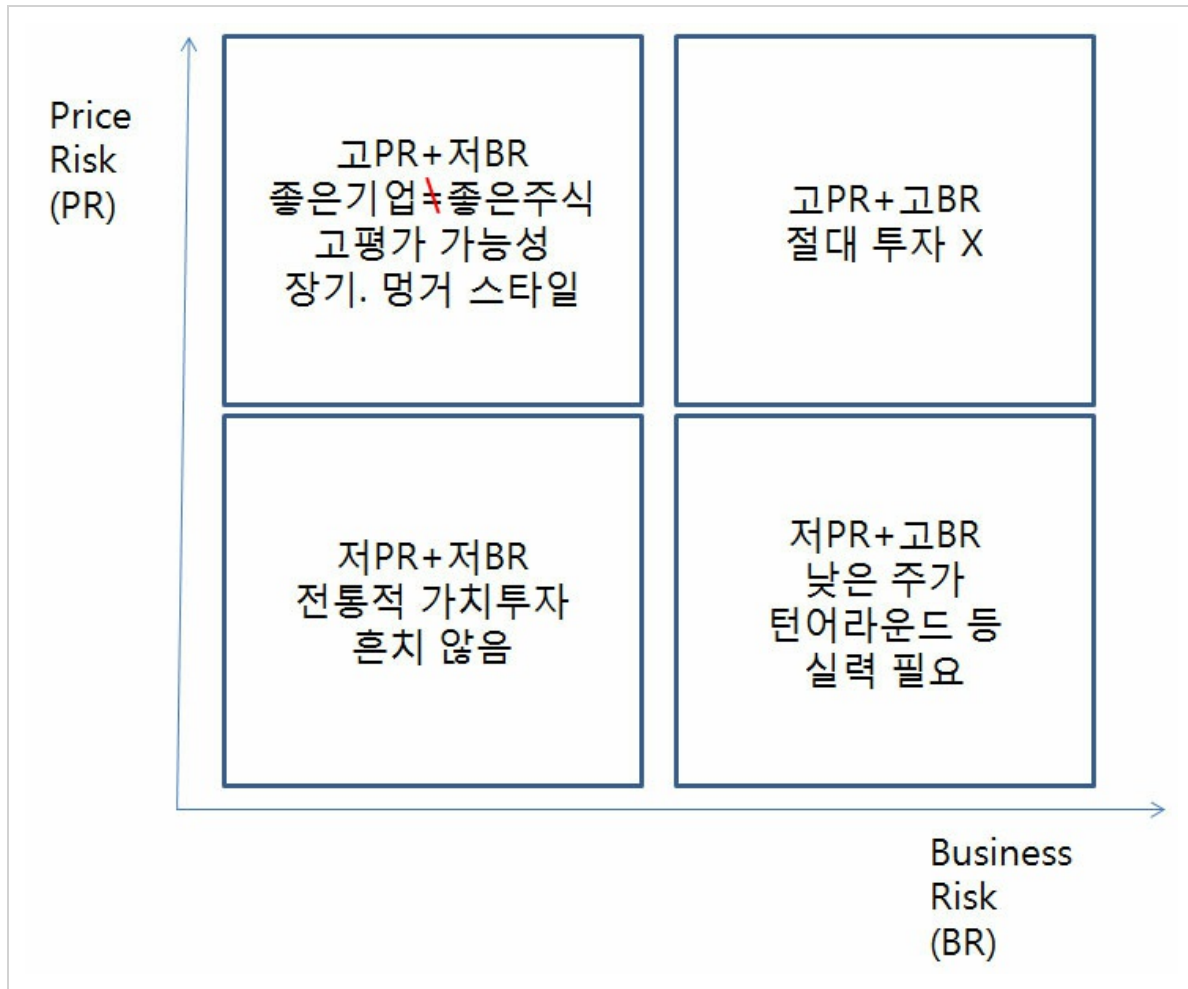 Price
Risk
(PR)
고PR+저BR
좋은기업≠좋은주식
고평가 가능성
장기. 멍거 스타일
고PR+고BR
절대 투자 X
저PR+저BR
전통적 가치투자
흔치 않음
저PR+고BR
낮은 주가
턴어라운드 등
실력 필요
Business
Risk
(BR)